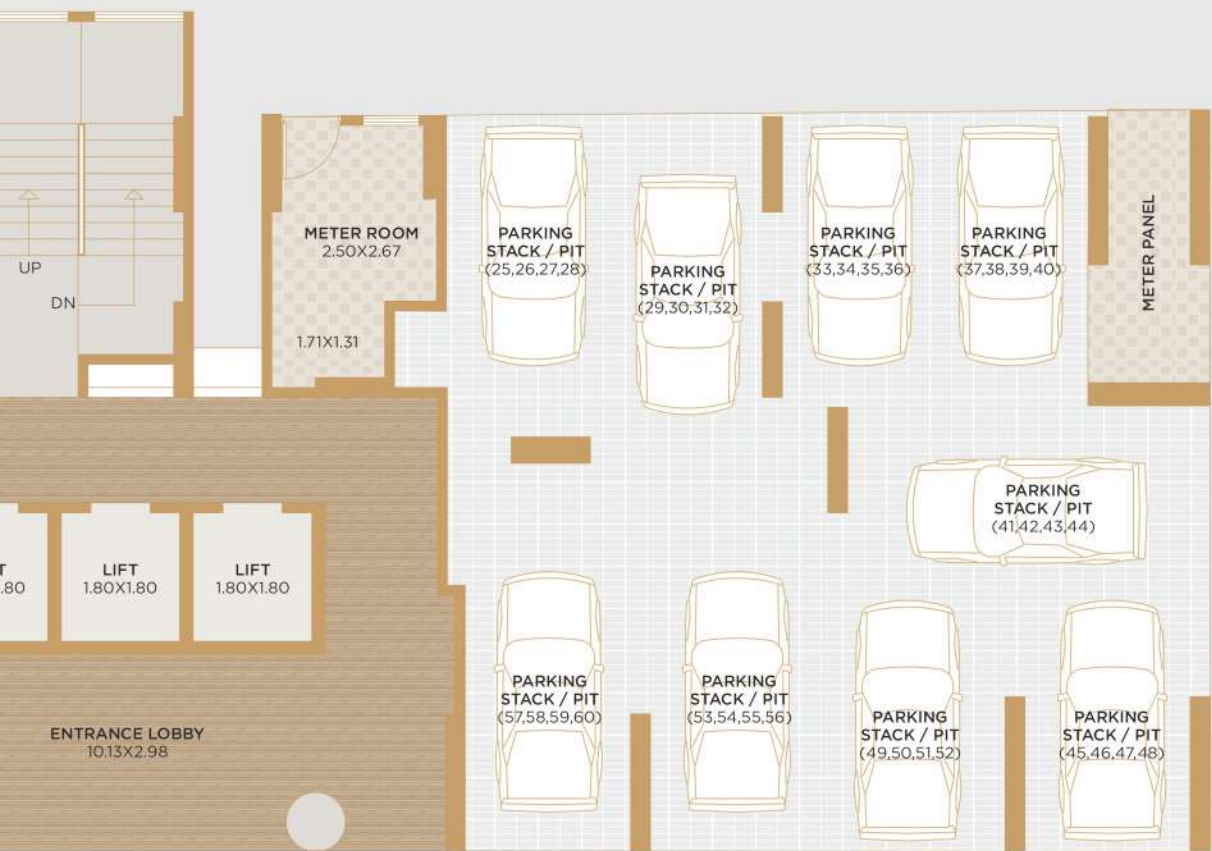 UP
DN
METER ROOM
2.50X2.67
1.71X1.31
PARKING
STACK / PIT
(25,26,27,28)
PARKING
STACK / PIT
(29,30,31,32)
PARKING
STACK / PIT
(33,34,35,36)
PARKING
STACK / PIT
(37,38,39,40)
METER PANEL
PARKING
STACK / PIT
(41,42,43,44)
T
.80
LIFT
1.80X1.80
LIFT
1.80X1.80
PARKING
STACK / PIT
(57,58,59,60)
PARKING
STACK / PIT
(53,54,55,56)
PARKING
STACK / PIT
(49,50,51,52)
PARKING
STACK / PIT
(45,46,47,48)
ENTRANCE LOBBY
10.13X2.98